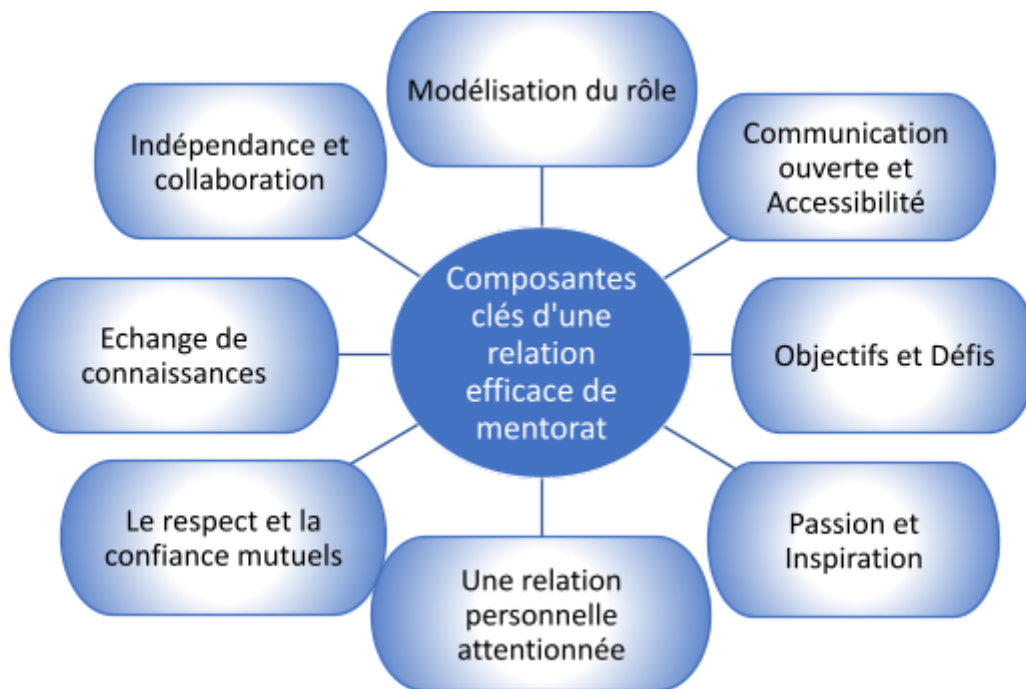 Modélisation du rôle
Communication
ouverte et
Accessibilité
Objectifs et Défis
Passion et
Inspiration
Une relation
personnelle
attentionnée
Le respect et la
confiance mutuels
Echange de
connaissances
Indépendance et
collaboration
Composantes
clés d'une
relation
efficace de
mentorat